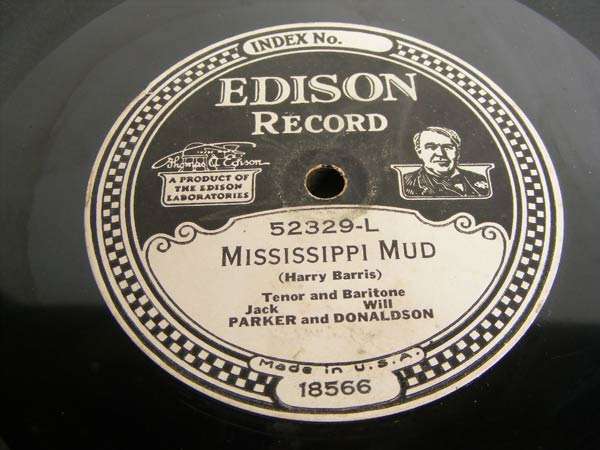 INDEX No.
EDISON
RECORD
Thomas A Edison
A PRODUCT OF
THE EDISON
LABORATORIES
52329-L
MISSISSIPPI MUD
(Harry Barris)
Tenor and Baritone
Jack Will
PARKER and DONALDSON
Made in U.S.A.
18566